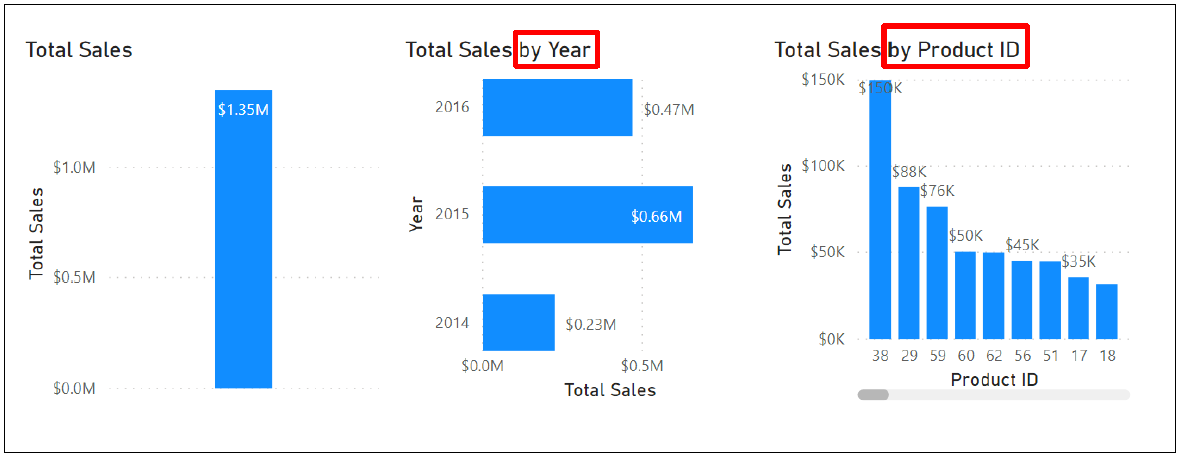 Total Sales
$1.35M
$1.0M
$0.5M
$0.0M
Total Sales
Total Sales by Year
2016
$0.47M
2015
$0.66M
2014
$0.23M
$0.0M
$0.5M
Year
Total Sales
Total Sales by Product ID
$150K
$150K
$100K
$88K
$76K
$50K
$50K
$45K
$35K
$0K
38 29 59 60 62 56 51 17 18
Total Sales
Product ID